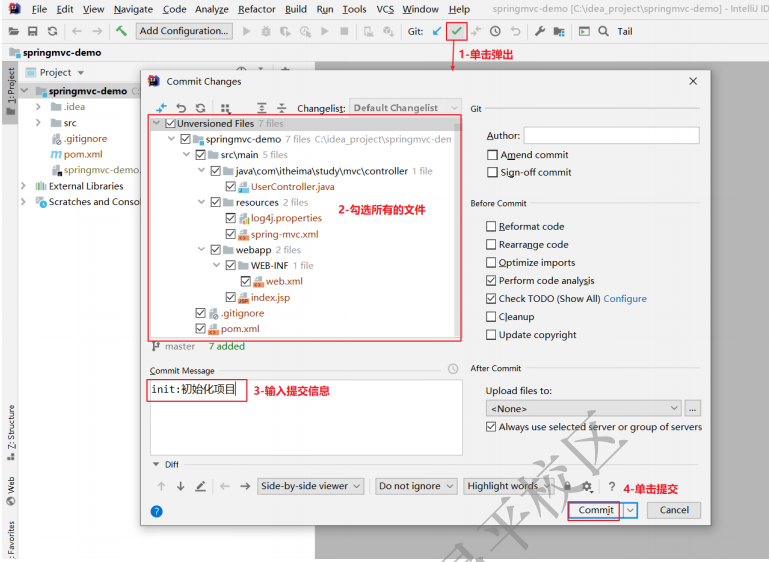 File Edit View Navigate Code Analyze Refactor Build Run Tools VCS Window Help springmvc-demo [C:\idea_project\springmvc-demo] - IntelliJ ID
Add Configuration... Git: Tail
springmvc-demo
1-单击弹出
1: Project
Project
Commit Changes
springmvc-demo
.idea
src
.gitignore
pom.xml
springmvc-demo.
External Libraries
Scratches and Conso
Changelist: Default Changelist
Unversioned Files 7 files
springmvc-demo 7 files C:\idea_project\springmvc-den
src\main 5 files
java\com\itheima\study\mvc\controller 1 file
UserController.java
resources 2 files
2-勾选所有的文件
log4j.properties
spring-mvc.xml
webapp 2 files
WEB-INF 1 file
web.xml
index.jsp
.gitignore
pom.xml
master 7 added
Git
Author:
Amend commit
Sign-off commit
Before Commit
Reformat code
Rearrange code
Optimize imports
Perform code analysis
Check TODO (Show All) Configure
Cleanup
Update copyright
Commit Message
init:初始化项目
3-输入提交信息
After Commit
Upload files to:
<None> ...
Always use selected server or group of servers
Diff
Side-by-side viewer Do not ignore Highlight words ?
4-单击提交
? Commit Cancel
Z: Structure
Web
Favorites
平校区